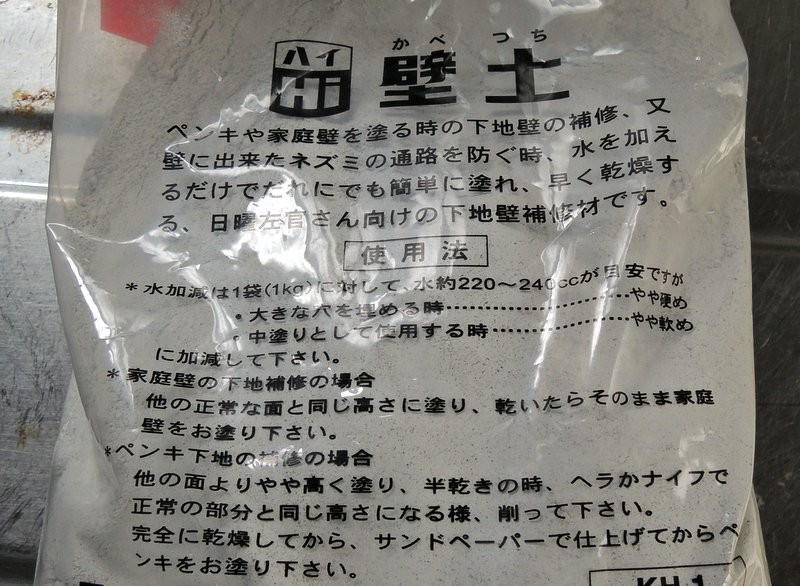 かべ つち
ハイ
Hi
壁土
ペンキや家庭壁を塗る時の下地壁の補修、又
壁に出来たネズミの通路を防ぐ時、水を加え
るだけでだれにでも簡単に塗れ、早く乾燥す
る、日曜左官さん向けの下地壁補修材です。
使用法
*水加減は1袋(1kg)に対して、水約220〜240ccが目安ですが
・大きな穴を埋める時……………………やや硬め
・中塗りとして使用する時………………やや軟め
に加減して下さい。
*家庭壁の下地補修の場合
他の正常な面と同じ高さに塗り、乾いたらそのまま家庭
壁をお塗り下さい。
*ペンキ下地の補修の場合
他の面よりやや高く塗り、半乾きの時、ヘラかナイフで
正常の部分と同じ高さになる様、削って下さい。
完全に乾燥してから、サンドペーパーで仕上げてからペ
ンキをお塗り下さい。
KH-1